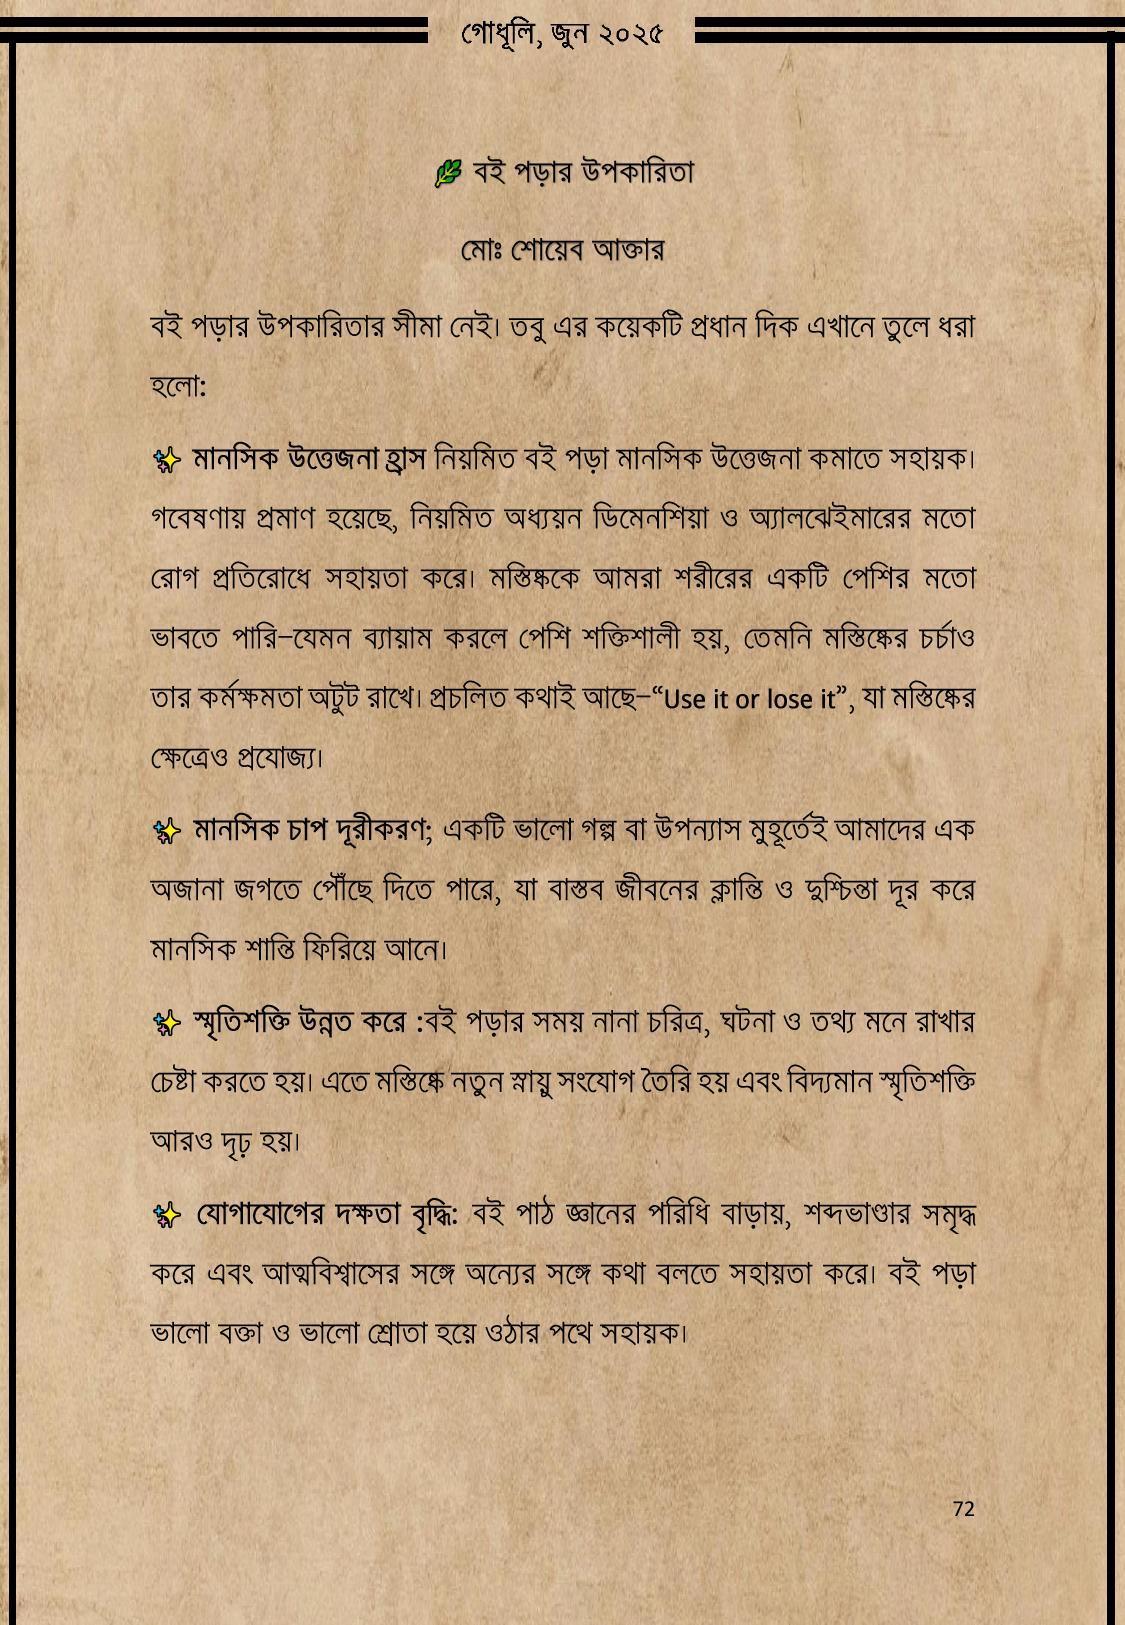 গোধূলি, জুন ২০২৫
🌿 বই পড়ার উপকারিতা
মোঃ শোয়েব আক্তার
বই পড়ার উপকারিতার সীমা নেই। তবু এর কয়েকটি প্রধান দিক এখানে তুলে ধরা
হলো:
✨ মানসিক উত্তেজনা হ্রাস নিয়মিত বই পড়া মানসিক উত্তেজনা কমাতে সহায়ক।
গবেষণায় প্রমাণ হয়েছে, নিয়মিত অধ্যয়ন ডিমেনশিয়া ও অ্যালঝেইমারের মতো
রোগ প্রতিরোধে সহায়তা করে। মস্তিষ্ককে আমরা শরীরের একটি পেশির মতো
ভাবতে পারি–যেমন ব্যায়াম করলে পেশি শক্তিশালী হয়, তেমনি মস্তিষ্কের চর্চাও
তার কর্মক্ষমতা অটুট রাখে। প্রচলিত কথাই আছে–“Use it or lose it”, যা মস্তিষ্কের
ক্ষেত্রেও প্রযোজ্য।
✨ মানসিক চাপ দূরীকরণ; একটি ভালো গল্প বা উপন্যাস মুহূর্তেই আমাদের এক
অজানা জগতে পৌঁছে দিতে পারে, যা বাস্তব জীবনের ক্লান্তি ও দুশ্চিন্তা দূর করে
মানসিক শান্তি ফিরিয়ে আনে।
✨ স্মৃতিশক্তি উন্নত করে :বই পড়ার সময় নানা চরিত্র, ঘটনা ও তথ্য মনে রাখার
চেষ্টা করতে হয়। এতে মস্তিষ্কে নতুন স্নায়ু সংযোগ তৈরি হয় এবং বিদ্যমান স্মৃতিশক্তি
আরও দৃঢ় হয়।
✨ যোগাযোগের দক্ষতা বৃদ্ধি: বই পাঠ জ্ঞানের পরিধি বাড়ায়, শব্দভাণ্ডার সমৃদ্ধ
করে এবং আত্মবিশ্বাসের সঙ্গে অন্যের সঙ্গে কথা বলতে সহায়তা করে। বই পড়া
ভালো বক্তা ও ভালো শ্রোতা হয়ে ওঠার পথে সহায়ক।
72